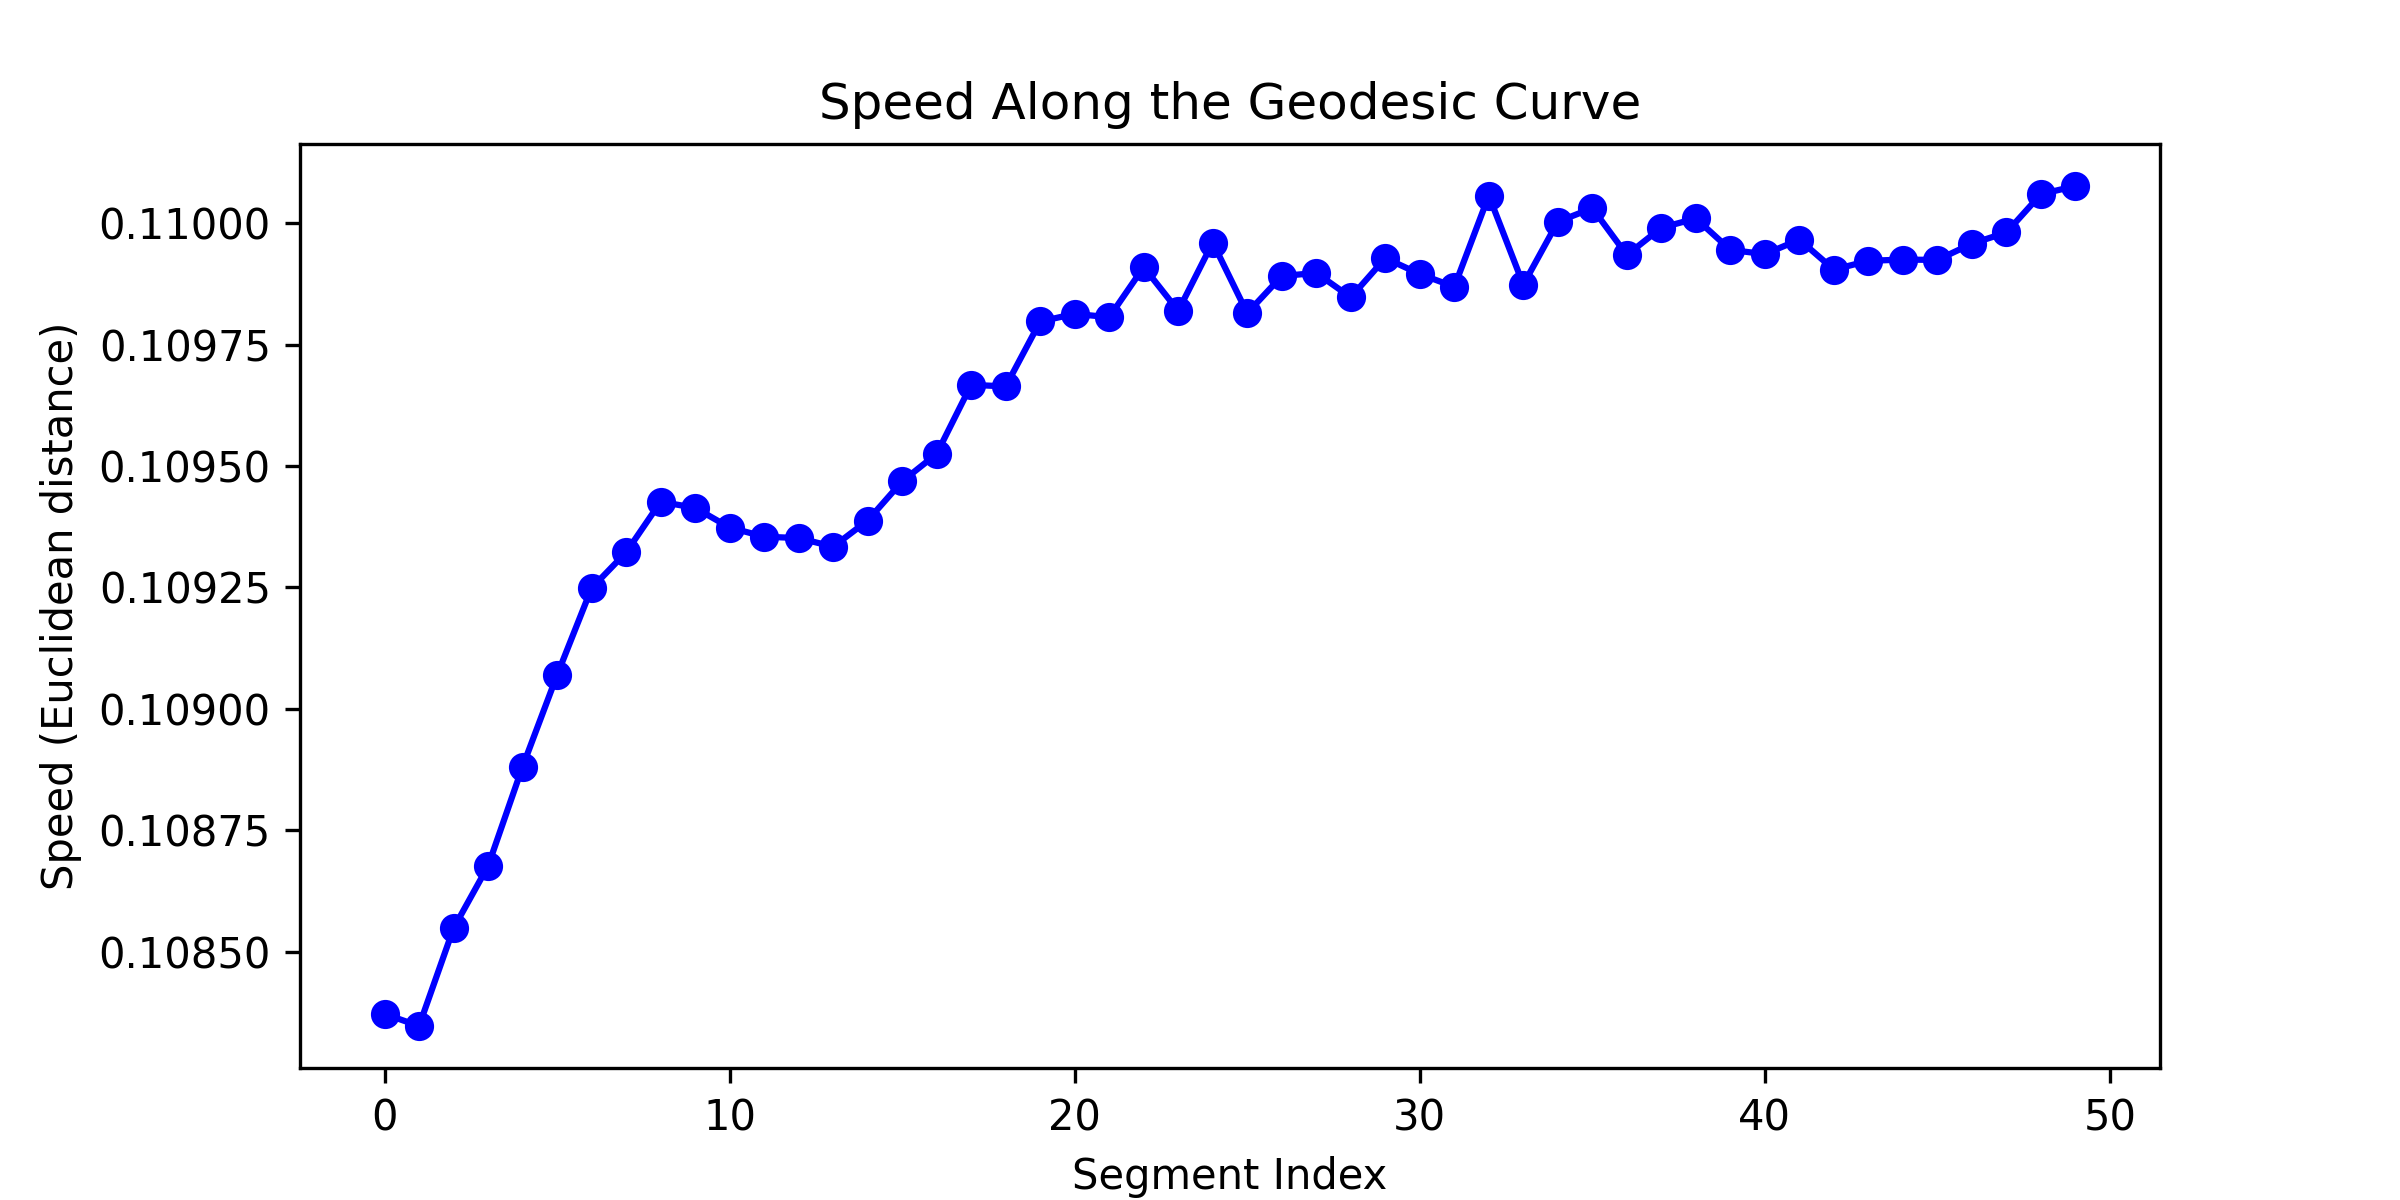 Speed Along the Geodesic Curve
Speed (Euclidean distance)
0.11000
0.10975
0.10950
0.10925
0.10900
0.10875
0.10850
0 10 20 30 40 50
Segment Index